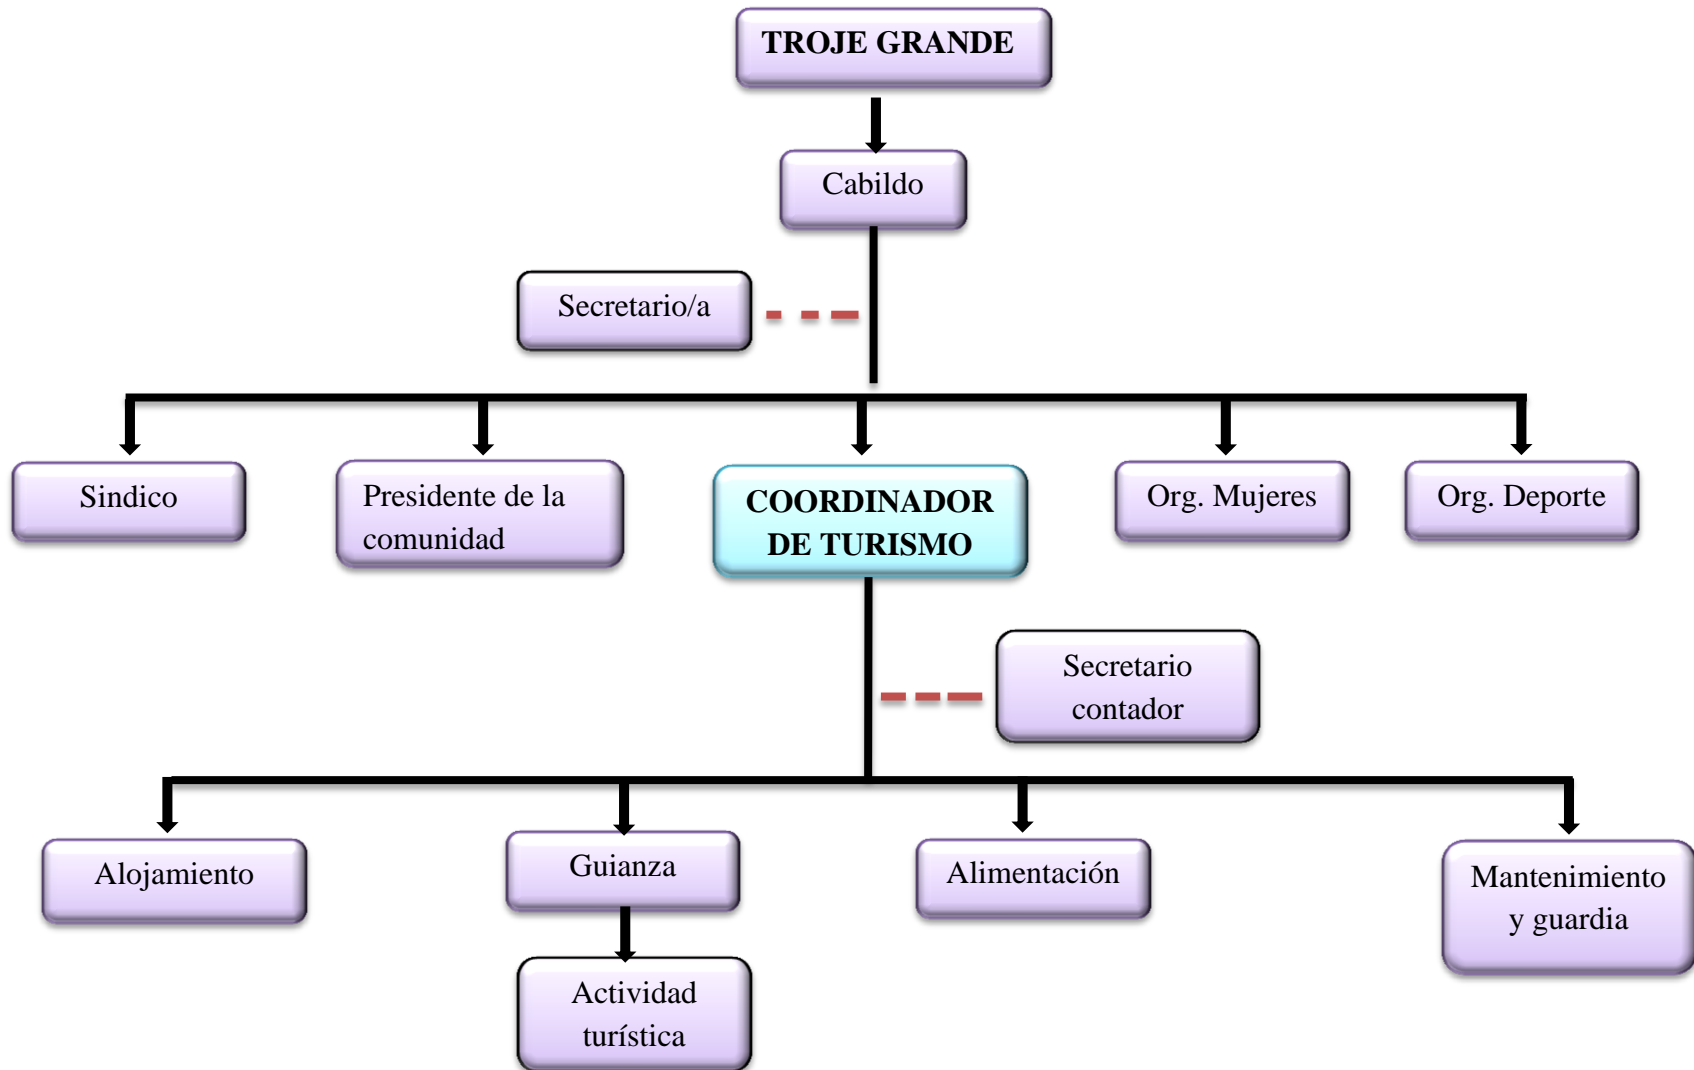 TROJE GRANDE
Cabildo
Secretario/a
Sindico
Presidente de la
comunidad
COORDINADOR
DE TURISMO
Org. Mujeres
Org. Deporte
Secretario
contador
Alojamiento
Guianza
Alimentación
Mantenimiento
y guardia
Actividad
turística